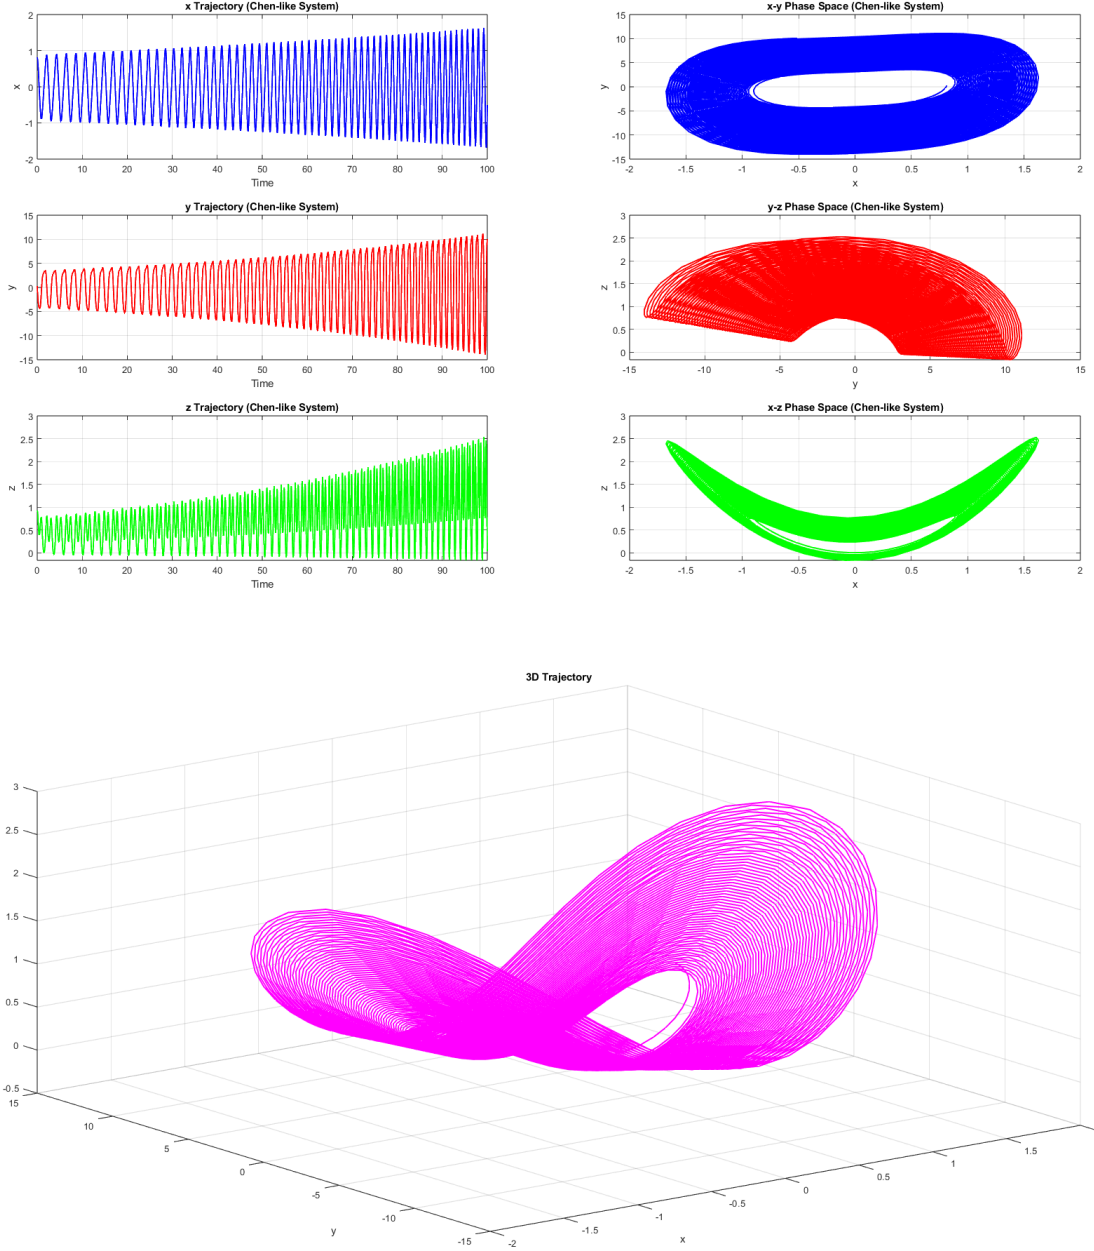 x Trajectory (Chen-like System)
2
1
0
-1
-2
x
0 10 20 30 40 50 60 70 80 90 100
Time
x-y Phase Space (Chen-like System)
15
10
5
0
-5
-10
-15
y
-2 -1.5 -1 -0.5 0 0.5 1 1.5 2
x
y Trajectory (Chen-like System)
15
10
5
0
-5
-10
-15
y
0 10 20 30 40 50 60 70 80 90 100
Time
y-z Phase Space (Chen-like System)
3
2.5
2
1.5
1
0.5
0
z
-15 -10 -5 0 5 10 15
y
z Trajectory (Chen-like System)
3
2.5
2
1.5
1
0.5
0
z
0 10 20 30 40 50 60 70 80 90 100
Time
x-z Phase Space (Chen-like System)
3
2.5
2
1.5
1
0.5
0
z
-2 -1.5 -1 -0.5 0 0.5 1 1.5 2
x
3D Trajectory
3
2.5
2
1.5
1
0.5
0
-0.5
15
10
5
0
-5
-10
-15
y
-2
-1.5
-1
-0.5
0
0.5
1
1.5
x